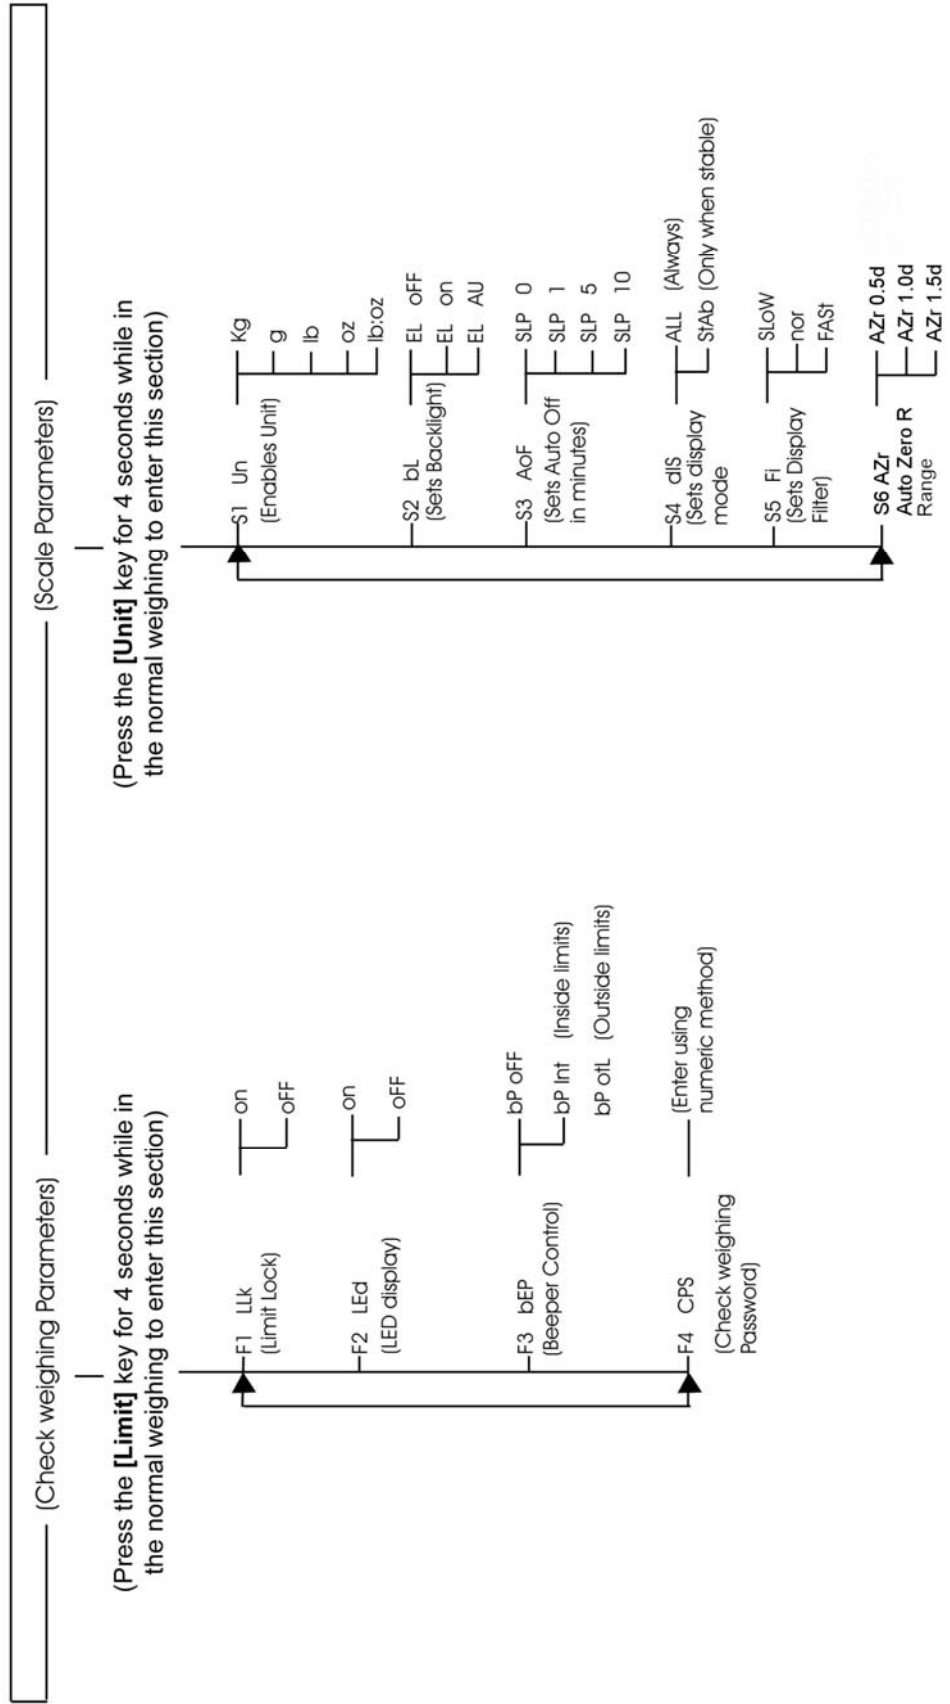 (Check weighing Parameters)
(Press the [Limit] key for 4 seconds while in
the normal weighing to enter this section)
F1 LLk
(Limit Lock)
on
oFF
F2 LEd
(LED display)
on
oFF
F3 bEP
(Beeper Control)
bP oFF
bP Int (Inside limits)
bP otL (Outside limits)
F4 CPS
(Check weighing
Password)
(Enter using
numeric method)
(Scale Parameters)
(Press the [Unit] key for 4 seconds while in
the normal weighing to enter this section)
S1 Un
(Enables Unit)
Kg
g
lb
oz
lb:oz
S2 bL
(Sets Backlight)
EL oFF
EL on
EL AU
S3 AoF
(Sets Auto Off
in minutes)
SLP 0
SLP 1
SLP 5
SLP 10
S4 dIS
(Sets display
mode
ALL (Always)
StAb (Only when stable)
S5 Fi
(Sets Display
Filter)
SLoW
nor
FASt
S6 AZr
Auto Zero R
Range
AZr 0.5d
AZr 1.0d
AZr 1.5d